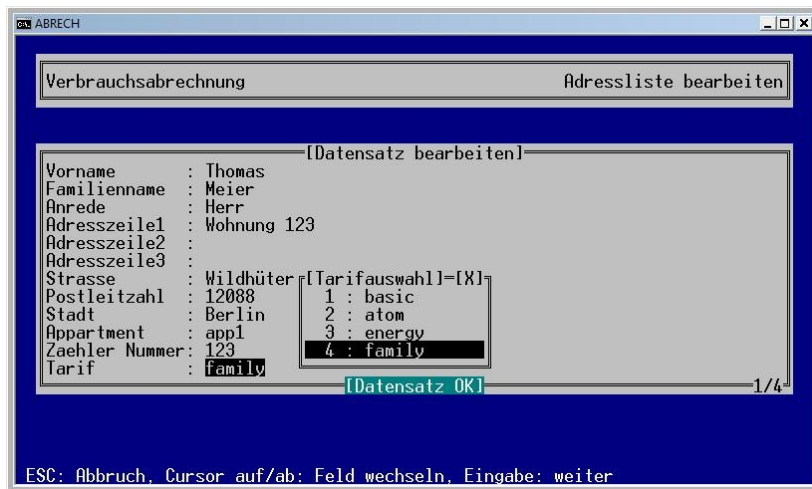 ABRECH
Verbrauchsabrechnung Adressliste bearbeiten
[Datensatz bearbeiten]
Vorname : Thomas
Familienname : Meier
Anrede : Herr
Adresszeile1 : Wohnung 123
Adresszeile2 :
Adresszeile3 :
Strasse : Wildhüter [Tarifauswahl]=[X]
Postleitzahl : 12088 1 : basic
Stadt : Berlin 2 : atom
Appartment : app1 3 : energy
Zaehler Nummer: 123 4 : family
Tarif : family
[Datensatz OK] 1/4
ESC: Abbruch, Cursor auf/ab: Feld wechseln, Eingabe: weiter